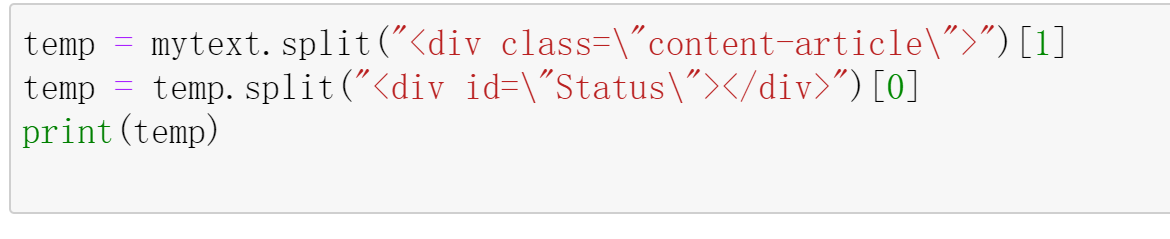 temp = mytext.split("<div class=\"content-article\">")[1]
temp = temp.split("<div id=\"Status\"></div>")[0]
print(temp)